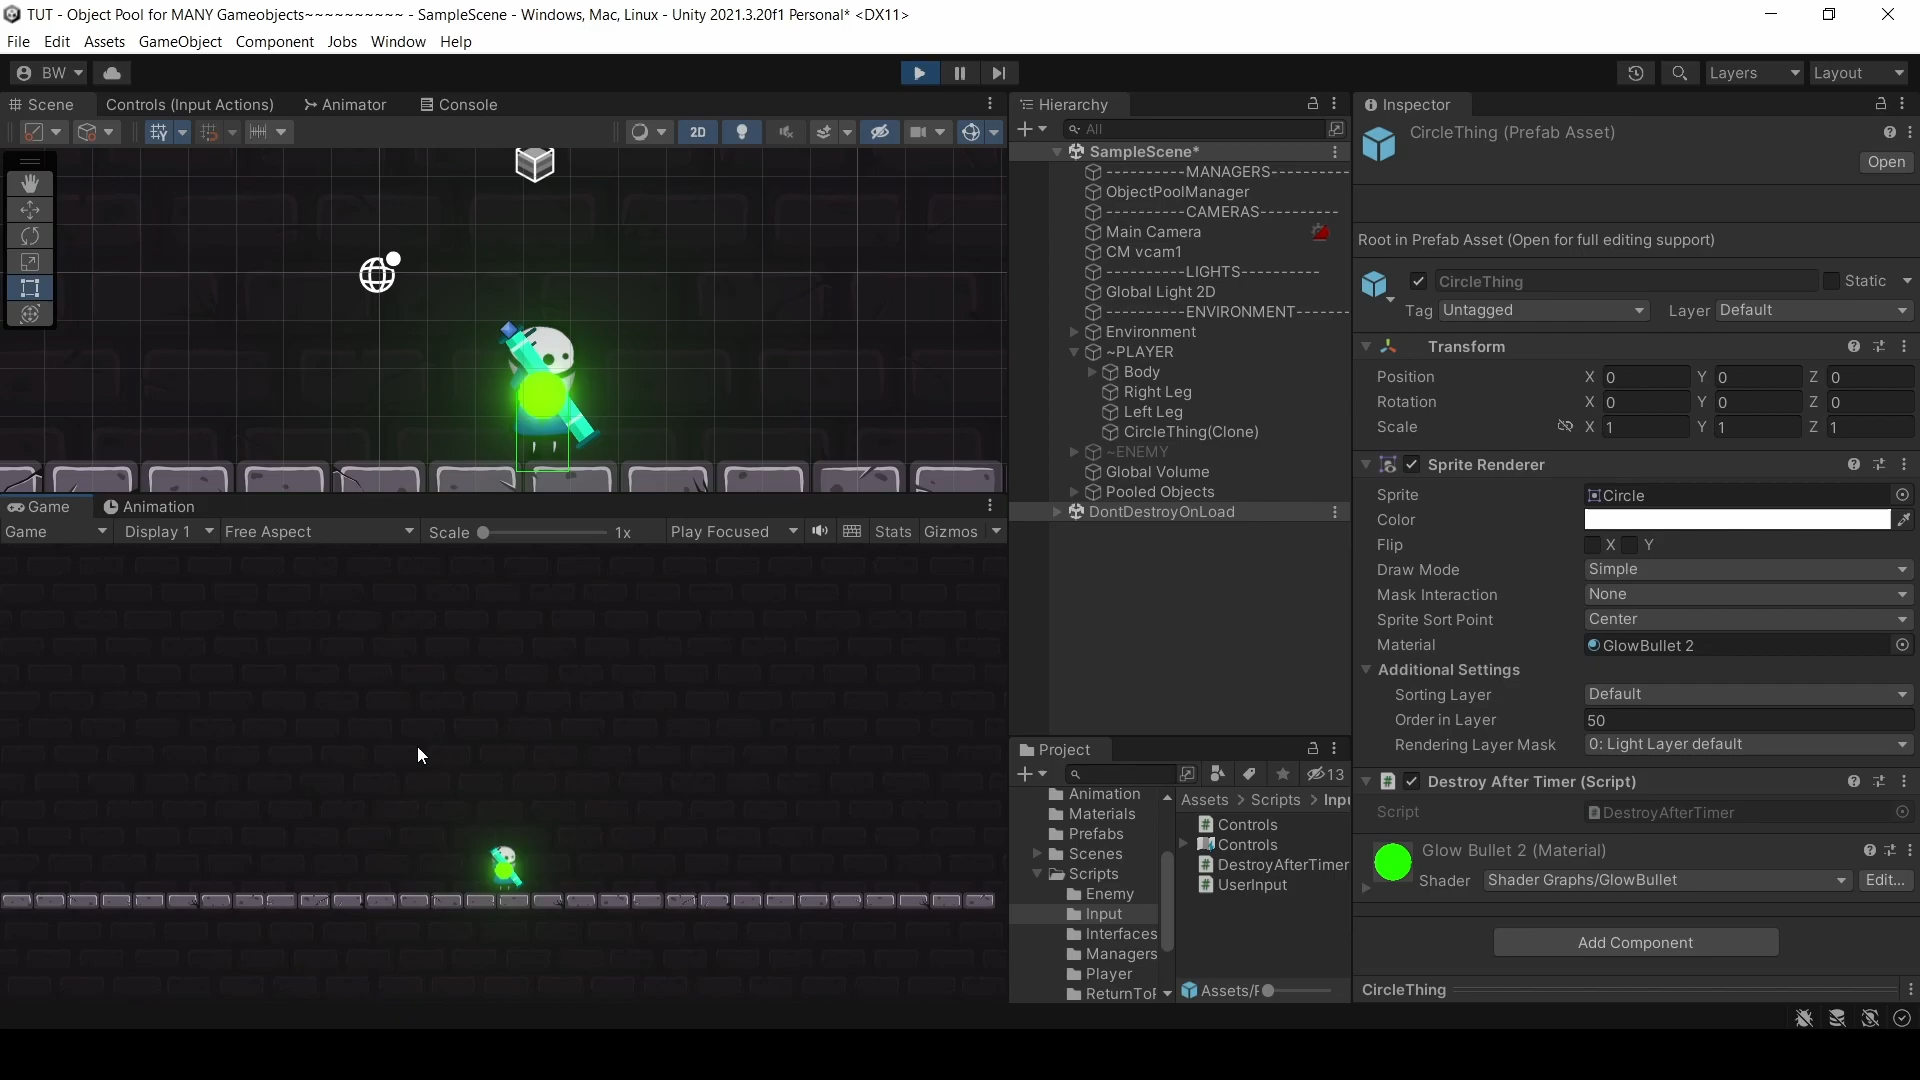 TUT - Object Pool for MANY Gameobjects~~~~~~~~~~ - SampleScene - Windows, Mac, Linux - Unity 2021.3.20f1 Personal* <DX11>
File Edit Assets GameObject Component Jobs Window Help
BW Layers Layout
Scene Controls (Input Actions) Animator Console
2D
Game Animation
Game Display 1 Free Aspect Scale 1x Play Focused Stats Gizmos
Hierarchy
All
SampleScene*
----------MANAGERS----------
ObjectPoolManager
----------CAMERAS----------
Main Camera
CM vcam1
----------LIGHTS----------
Global Light 2D
----------ENVIRONMENT-------
Environment
~PLAYER
Body
Right Leg
Left Leg
CircleThing(Clone)
~ENEMY
Global Volume
Pooled Objects
DontDestroyOnLoad
Project
13
Animation
Materials
Prefabs
Scenes
Scripts
Enemy
Input
Interfaces
Managers
Player
ReturnToP
Assets > Scripts > Inpu
Controls
Controls
DestroyAfterTimer
UserInput
Assets/F
Inspector
CircleThing (Prefab Asset)
Open
Root in Prefab Asset (Open for full editing support)
CircleThing Static
Tag Untagged Layer Default
Transform
Position X 0 Y 0 Z 0
Rotation X 0 Y 0 Z 0
Scale X 1 Y 1 Z 1
Sprite Renderer
Sprite Circle
Color
Flip X Y
Draw Mode Simple
Mask Interaction None
Sprite Sort Point Center
Material GlowBullet 2
Additional Settings
Sorting Layer Default
Order in Layer 50
Rendering Layer Mask 0: Light Layer default
Destroy After Timer (Script)
Script DestroyAfterTimer
Glow Bullet 2 (Material)
Shader Shader Graphs/GlowBullet Edit...
Add Component
CircleThing